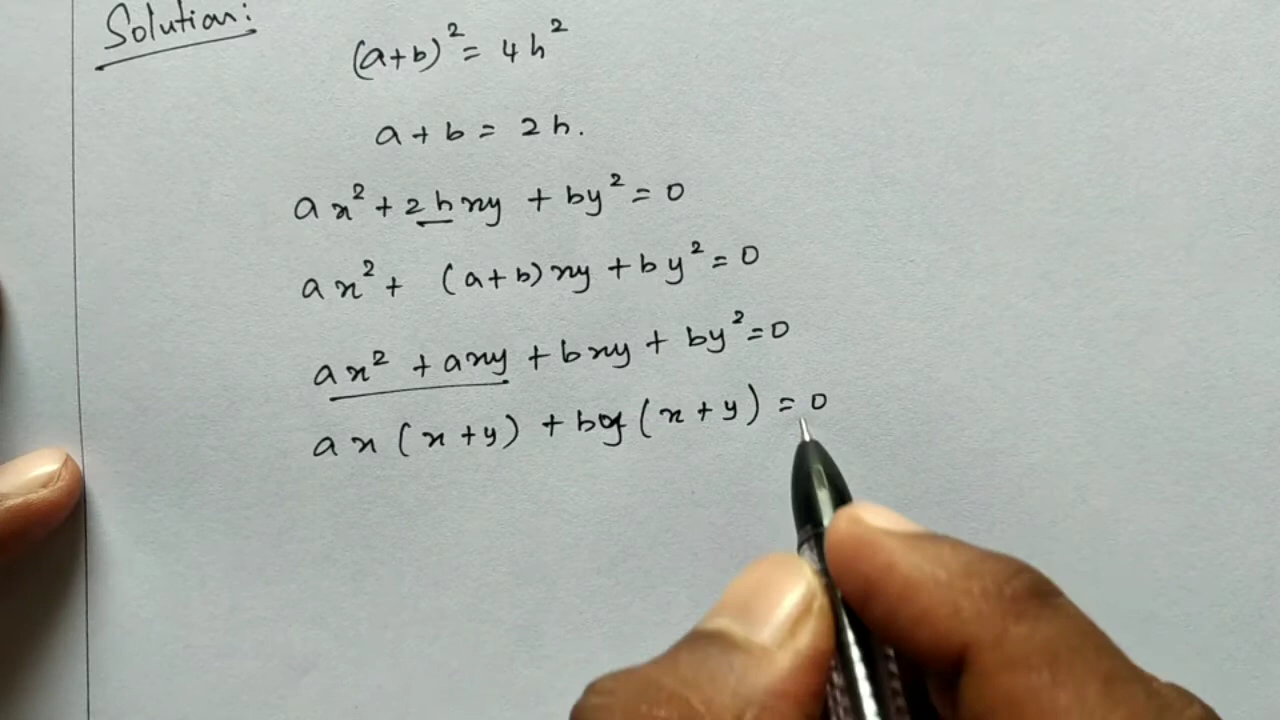 Solution:
(a+b)² = 4h²
a + b = 2h.
ax² + 2hxy + by² = 0
ax² + (a+b)xy + by² = 0
ax² + axy + bxy + by² = 0
ax(x+y) + by(x+y) = 0